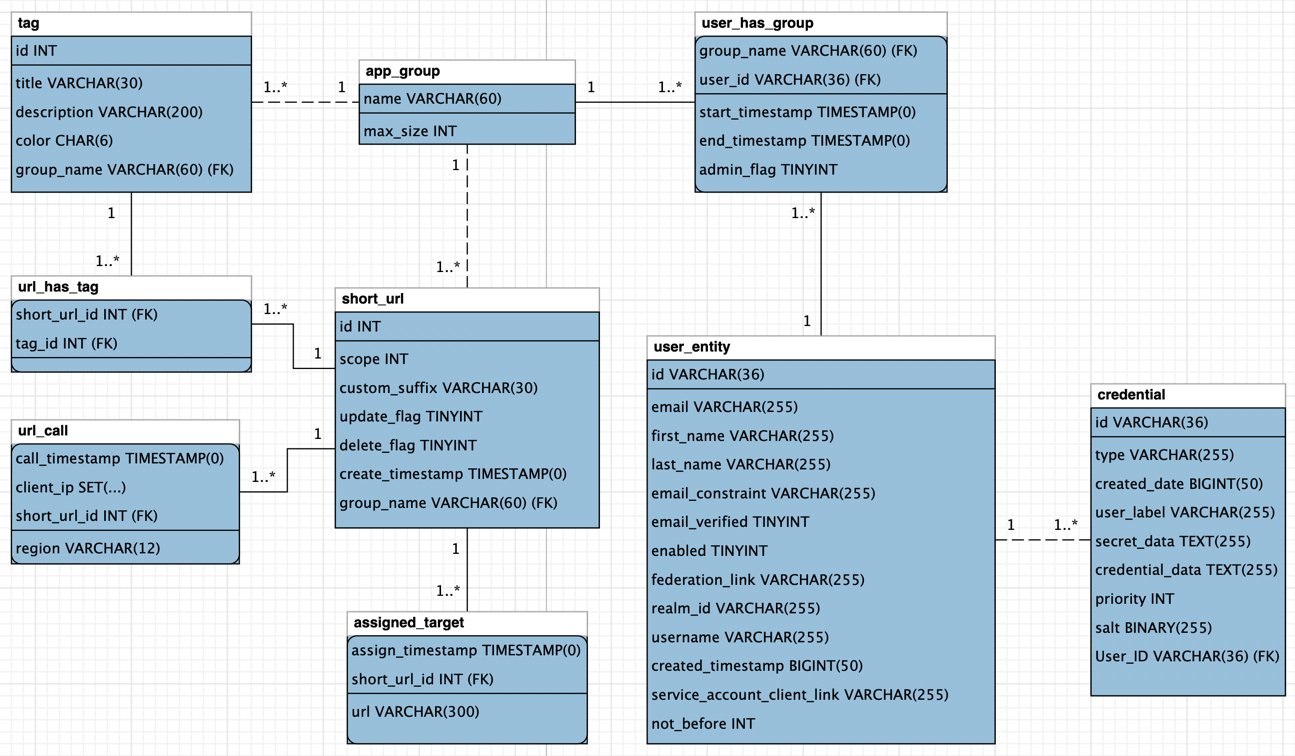 tag
id INT
title VARCHAR(30)
description VARCHAR(200)
color CHAR(6)
group_name VARCHAR(60) (FK)
1..*
1
app_group
name VARCHAR(60)
max_size INT
1
1..*
user_has_group
group_name VARCHAR(60) (FK)
user_id VARCHAR(36) (FK)
start_timestamp TIMESTAMP(0)
end_timestamp TIMESTAMP(0)
admin_flag TINYINT
1
1..*
1
1..*
1..*
1
url_has_tag
short_url_id INT (FK)
tag_id INT (FK)
1..*
1
short_url
id INT
scope INT
custom_suffix VARCHAR(30)
update_flag TINYINT
delete_flag TINYINT
create_timestamp TIMESTAMP(0)
group_name VARCHAR(60) (FK)
url_call
call_timestamp TIMESTAMP(0)
client_ip SET(...)
short_url_id INT (FK)
region VARCHAR(12)
1
1..*
1
1..*
assigned_target
assign_timestamp TIMESTAMP(0)
short_url_id INT (FK)
url VARCHAR(300)
user_entity
id VARCHAR(36)
email VARCHAR(255)
first_name VARCHAR(255)
last_name VARCHAR(255)
email_constraint VARCHAR(255)
email_verified TINYINT
enabled TINYINT
federation_link VARCHAR(255)
realm_id VARCHAR(255)
username VARCHAR(255)
created_timestamp BIGINT(50)
service_account_client_link VARCHAR(255)
not_before INT
1
1..*
credential
id VARCHAR(36)
type VARCHAR(255)
created_date BIGINT(50)
user_label VARCHAR(255)
secret_data TEXT(255)
credential_data TEXT(255)
priority INT
salt BINARY(255)
User_ID VARCHAR(36) (FK)